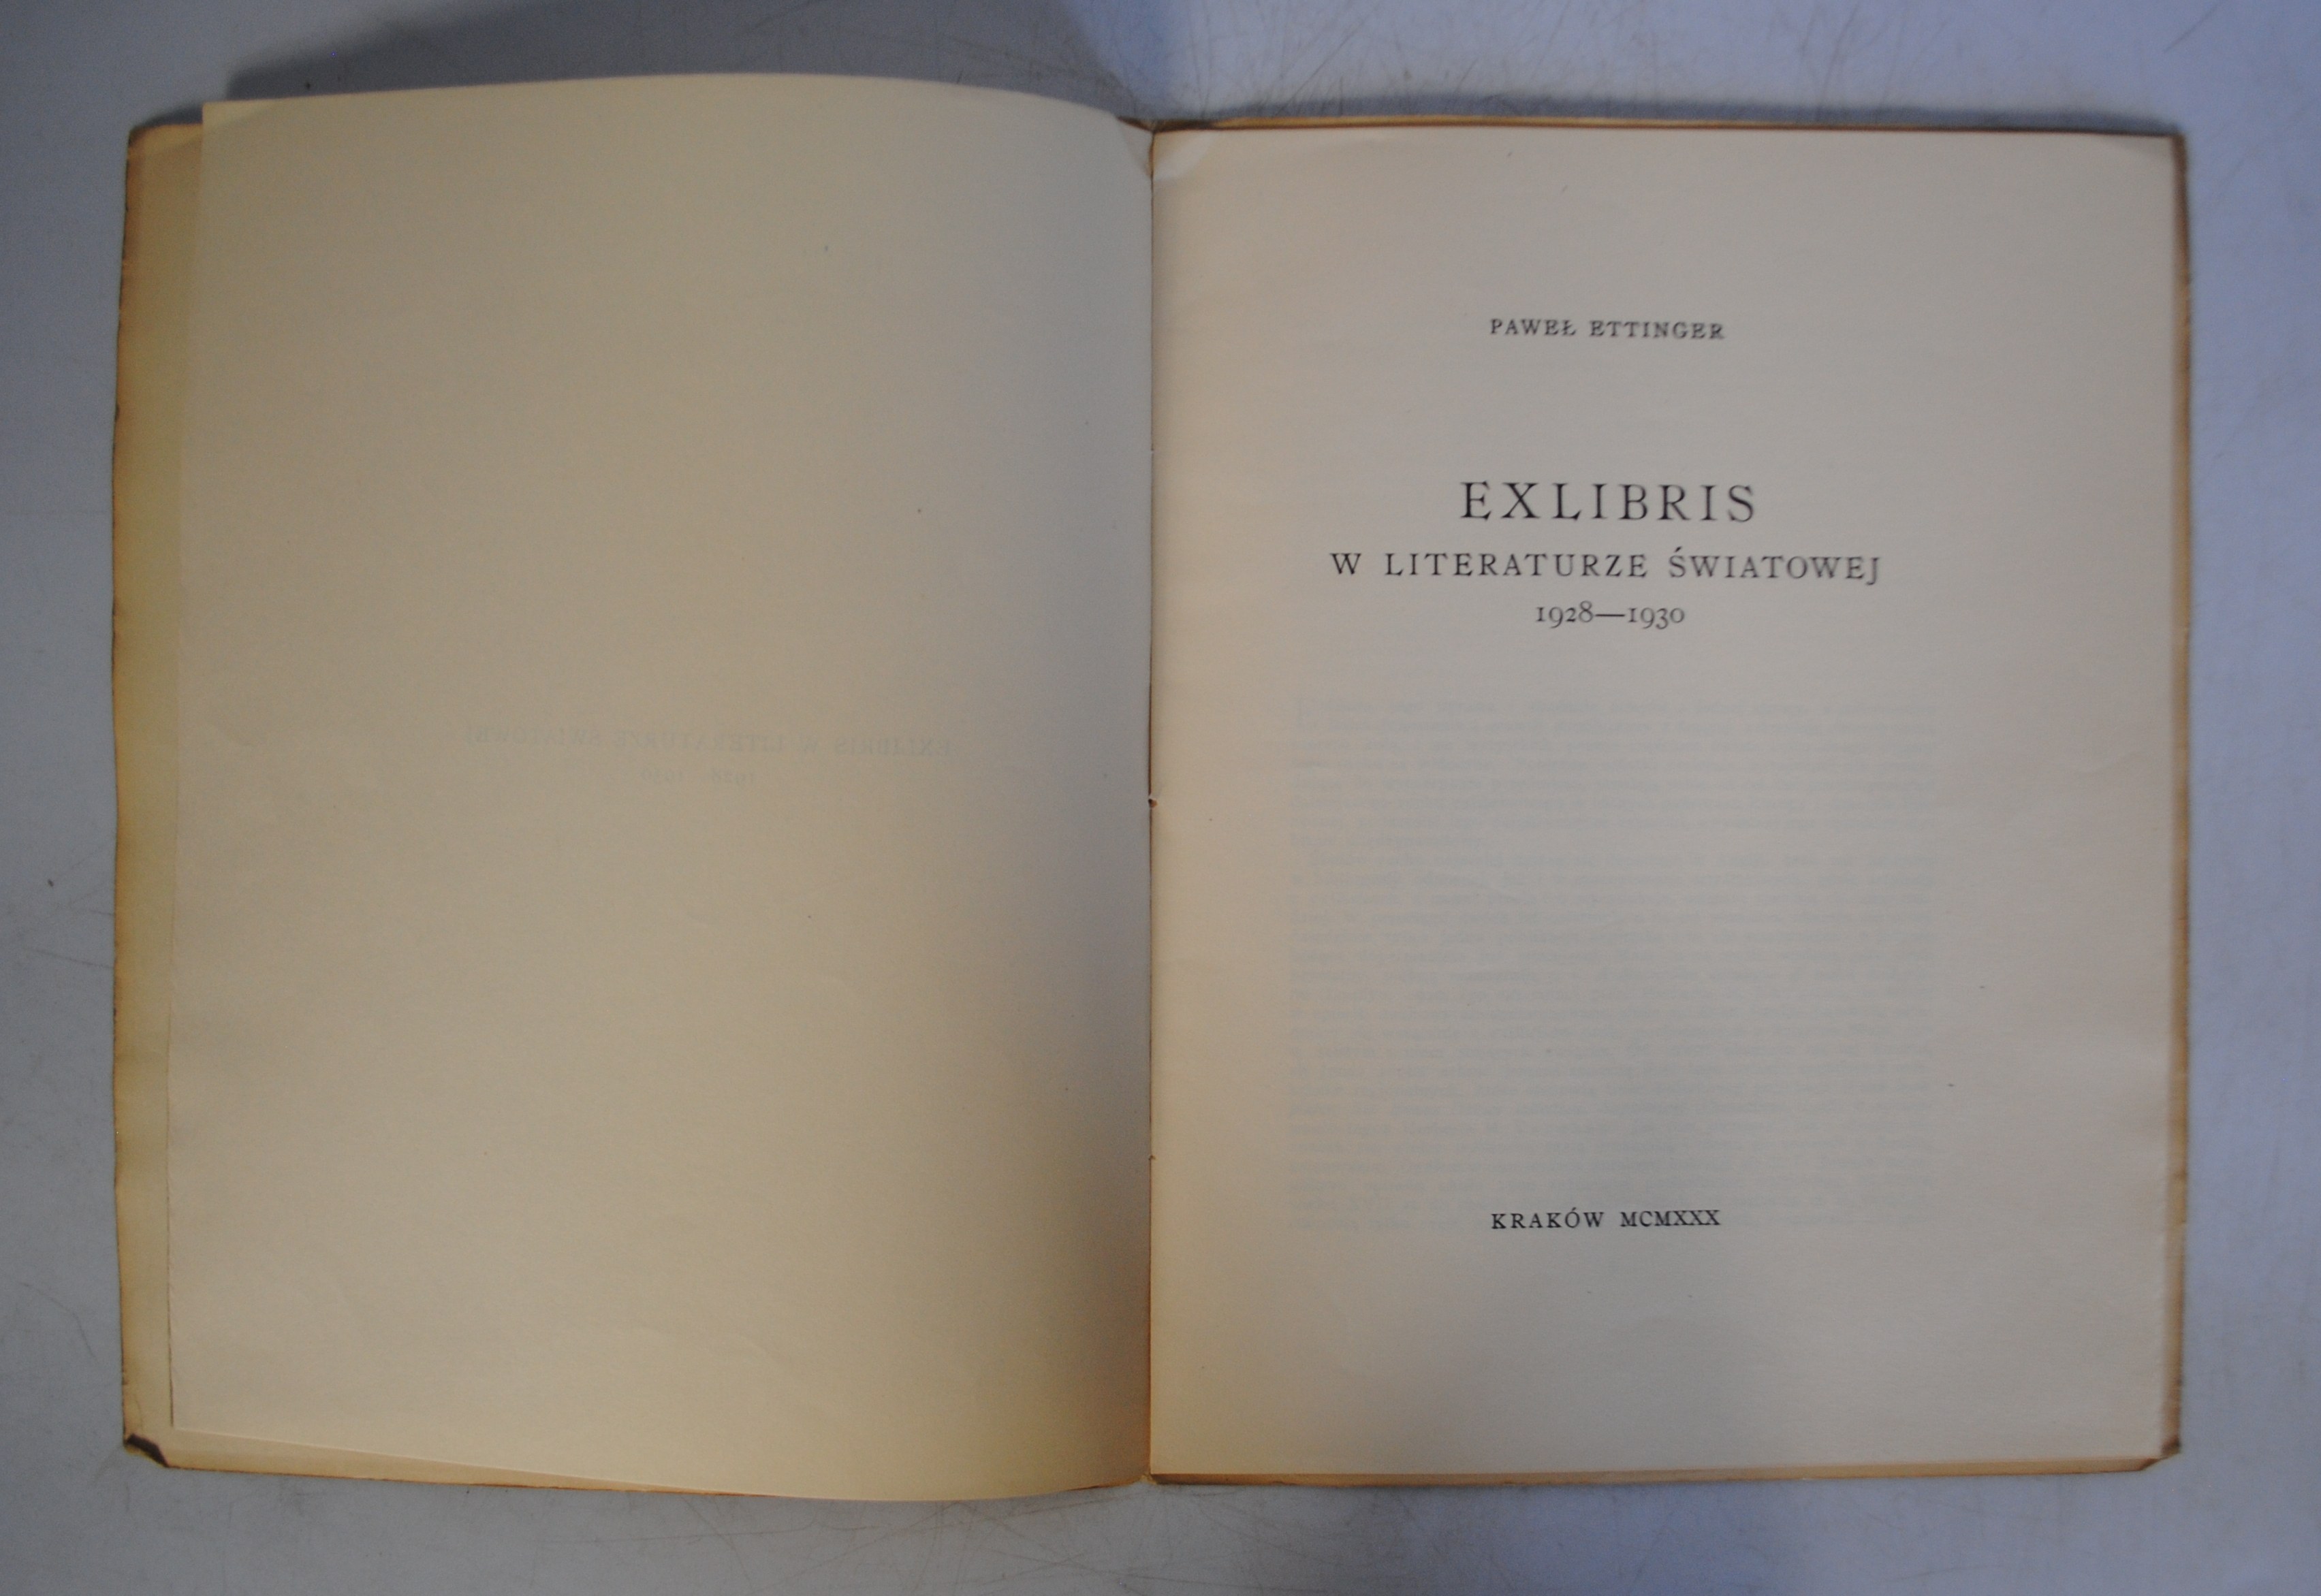 PAWEŁ ETTINGER
EXLIBRIS
W LITERATURZE ŚWIATOWEJ
1928—1930
KRAKÓW MCMXXX